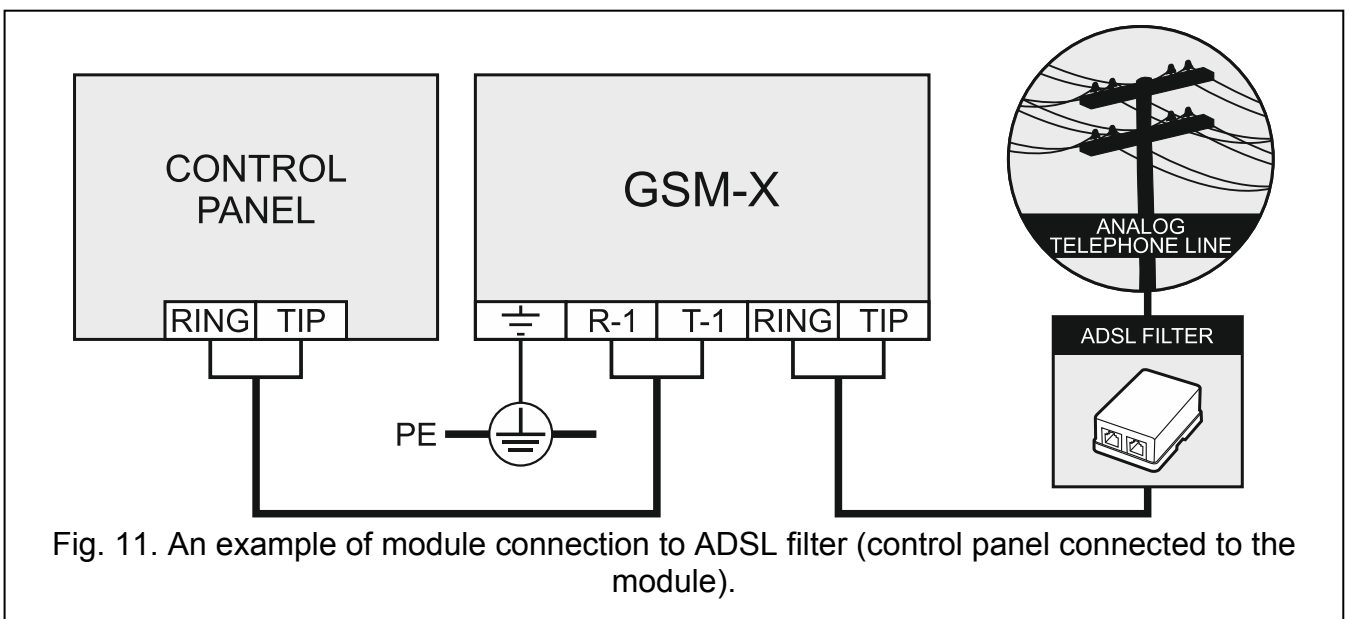 CONTROL
PANEL
RING TIP
GSM-X
R-1 T-1 RING TIP
PE
ANALOG
TELEPHONE LINE
ADSL FILTER
Fig. 11. An example of module connection to ADSL filter (control panel connected to the
module).